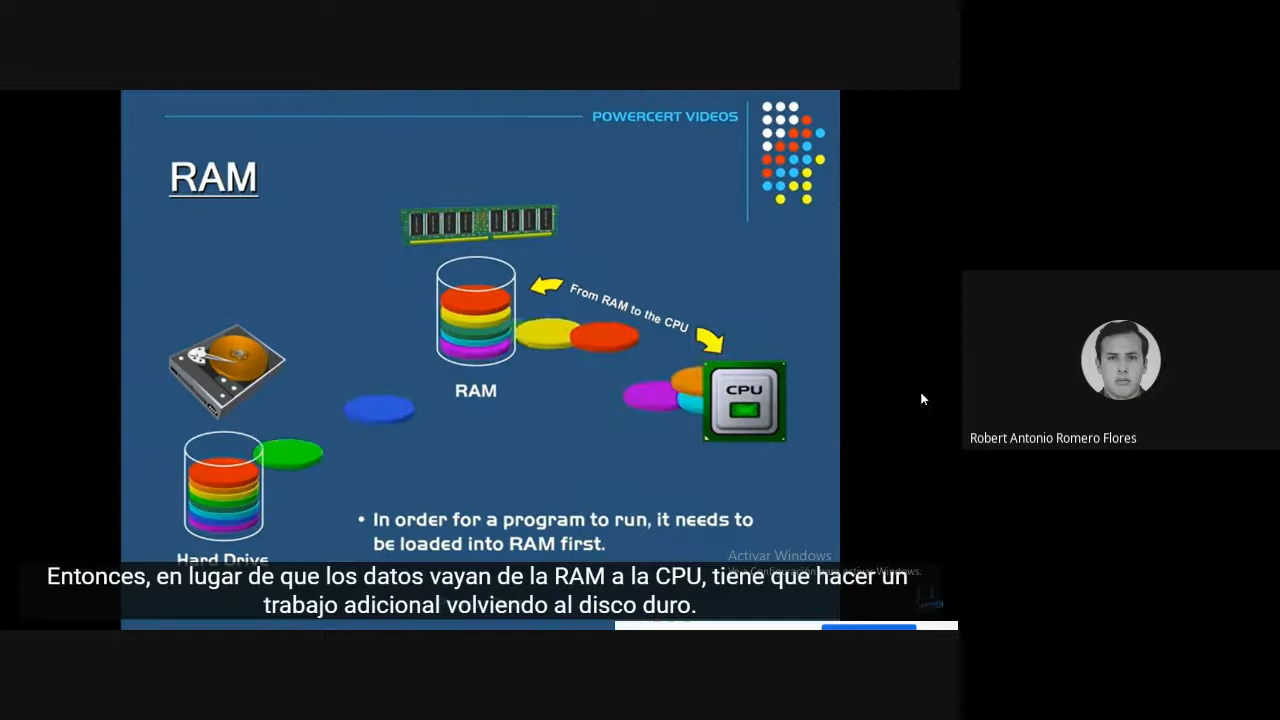 POWERCERT VIDEOS
RAM
From RAM to the CPU
CPU
RAM
Robert Antonio Romero Flores
• In order for a program to run, it needs to
be loaded into RAM first.
Hard Drive
Activar Windows
Entonces, en lugar de que los datos vayan de la RAM a la CPU, tiene que hacer un
trabajo adicional volviendo al disco duro.